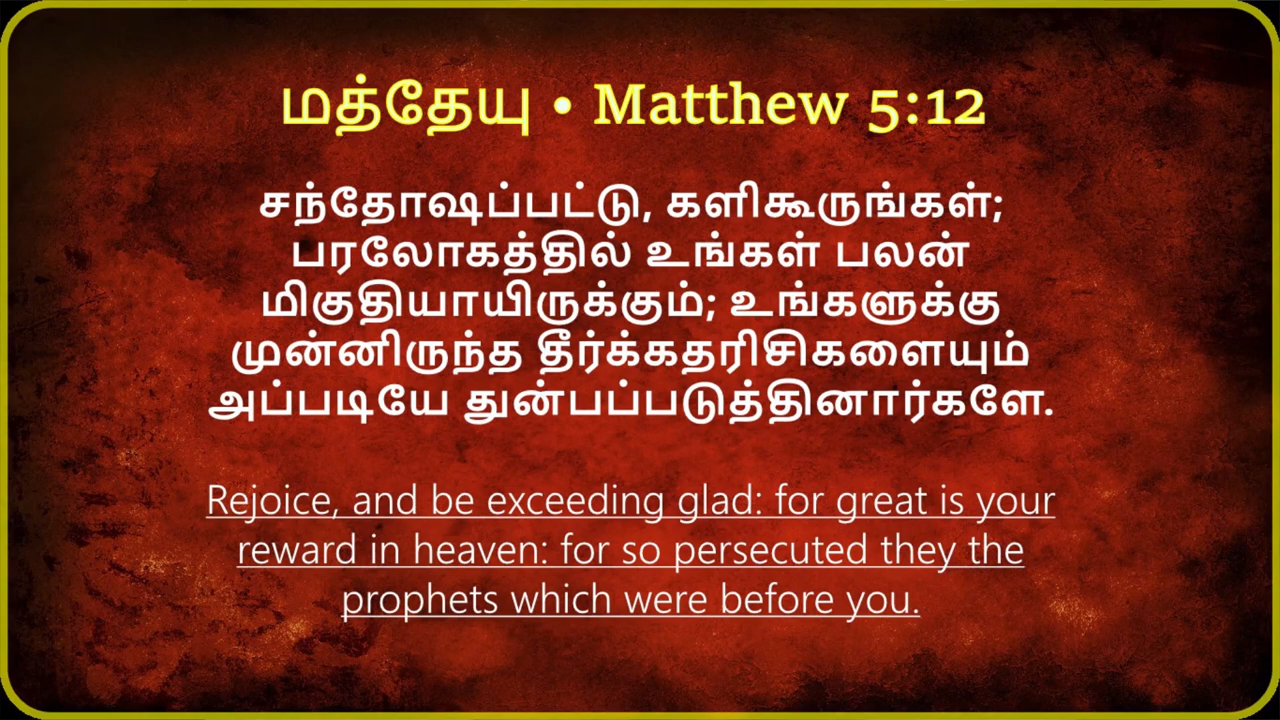 மத்தேயு • Matthew 5:12
சந்தோஷப்பட்டு, களிகூருங்கள்;
பரலோகத்தில் உங்கள் பலன்
மிகுதியாயிருக்கும்; உங்களுக்கு
முன்னிருந்த தீர்க்கதரிசிகளையும்
அப்படியே துன்பப்படுத்தினார்களே.
Rejoice, and be exceeding glad: for great is your
reward in heaven: for so persecuted they the
prophets which were before you.